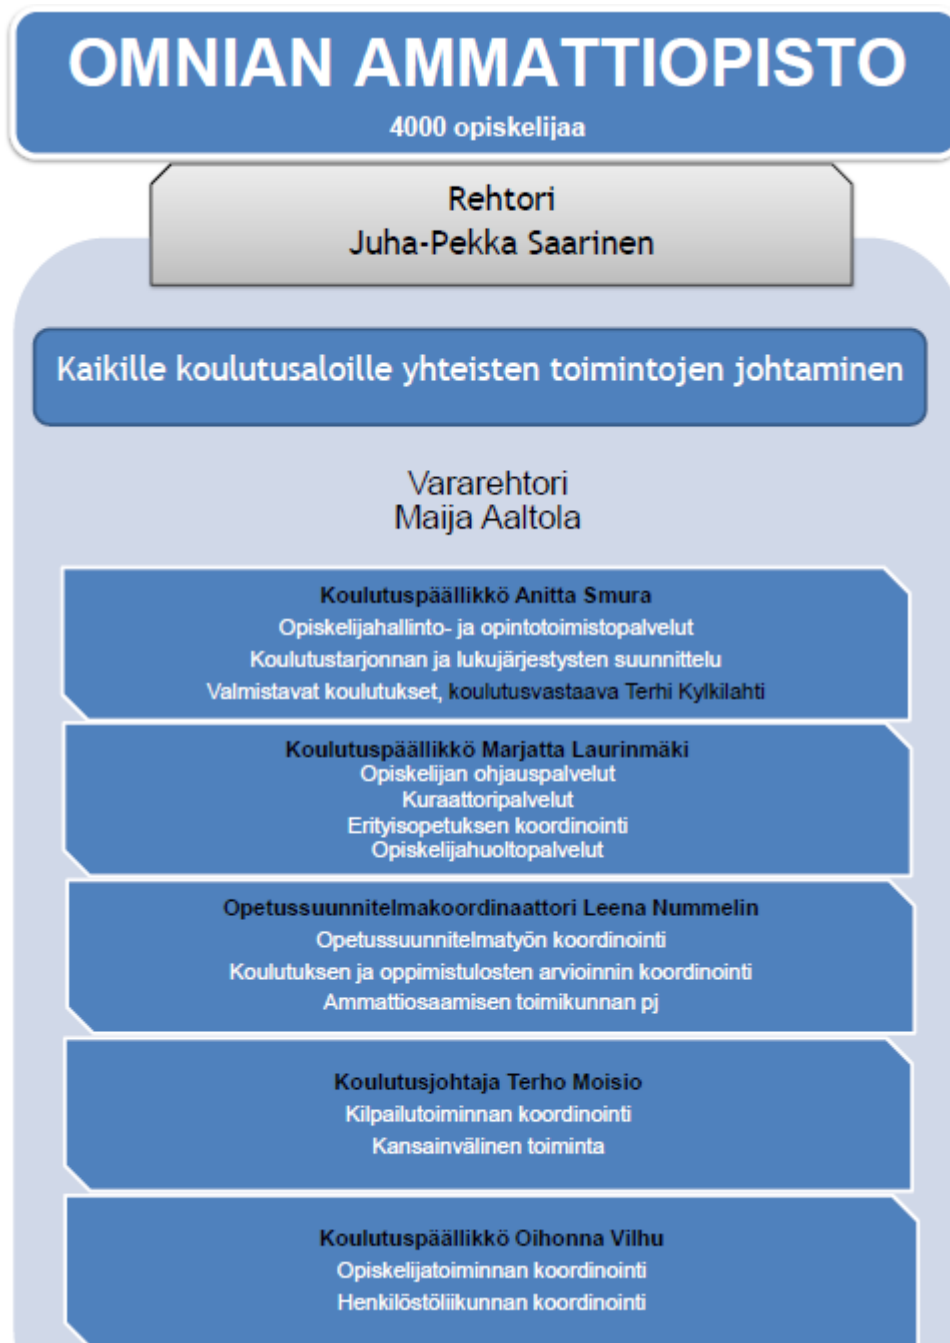 OMNIAN AMMATTIOPISTO
4000 opiskelijaa
Rehtori
Juha-Pekka Saarinen
Kaikille koulutusaloille yhteisten toimintojen johtaminen
Vararehtori
Maija Aaltola
Koulutuspäällikkö Anitta Smura
Opiskelijahallinto- ja opintotoimistopalvelut
Koulutustarjonnan ja lukujärjestysten suunnittelu
Valmistavat koulutukset, koulutusvastaava Terhi Kylkilahti
Koulutuspäällikkö Marjatta Laurinmäki
Opiskelijan ohjauspalvelut
Kuraattoripalvelut
Erityisopetuksen koordinointi
Opiskelijahuoltopalvelut
Opetussuunnitelmakoordinaattori Leena Nummelin
Opetussuunnitelmatyön koordinointi
Koulutuksen ja oppimistulosten arvioinnin koordinointi
Ammattiosaamisen toimikunnan pj
Koulutusjohtaja Terho Moisio
Kilpailutoiminnan koordinointi
Kansainvälinen toiminta
Koulutuspäällikkö Oihonna Vilhu
Opiskelijatoiminnan koordinointi
Henkilöstöliikunnan koordinointi